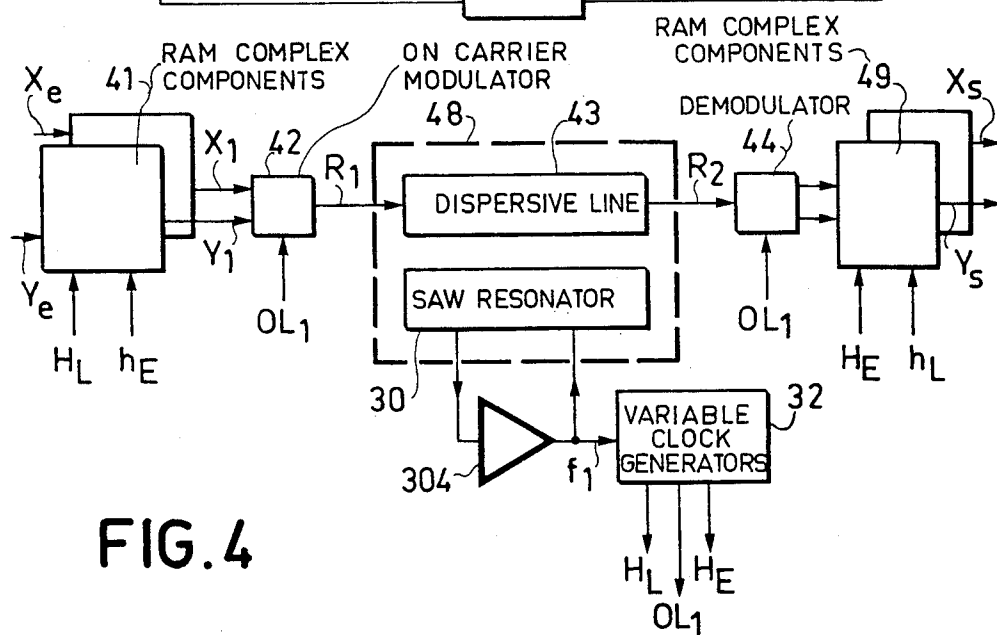 RAM COMPLEX
COMPONENTS
ON CARRIER
MODULATOR
RAM COMPLEX
COMPONENTS
DEMODULATOR
41
42
48
43
44
49
Xe
Ye
X1
Y1
R1
DISPERSIVE LINE
R2
Xs
Ys
HL
hE
OL1
SAW RESONATOR
OL1
HE
hL
30
304
f1
VARIABLE
CLOCK
GENERATORS
32
HL
OL1
HE
FIG. 4